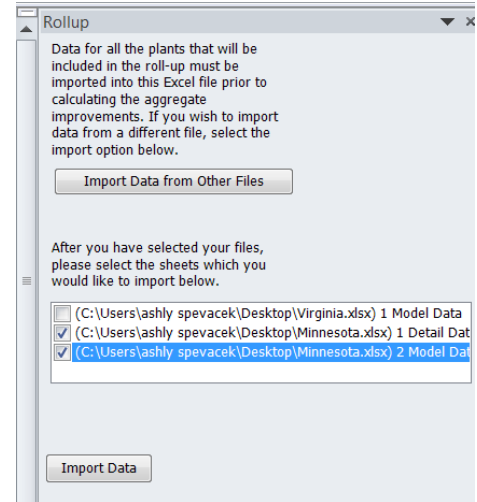 Rollup
Data for all the plants that will be
included in the roll-up must be
imported into this Excel file prior to
calculating the aggregate
improvements. If you wish to import
data from a different file, select the
import option below.
Import Data from Other Files
After you have selected your files,
please select the sheets which you
would like to import below.
(C:\Users\ashly spevacek\Desktop\Virginia.xlsx) 1 Model Data
(C:\Users\ashly spevacek\Desktop\Minnesota.xlsx) 1 Detail Dat
(C:\Users\ashly spevacek\Desktop\Minnesota.xlsx) 2 Model Dat
Import Data